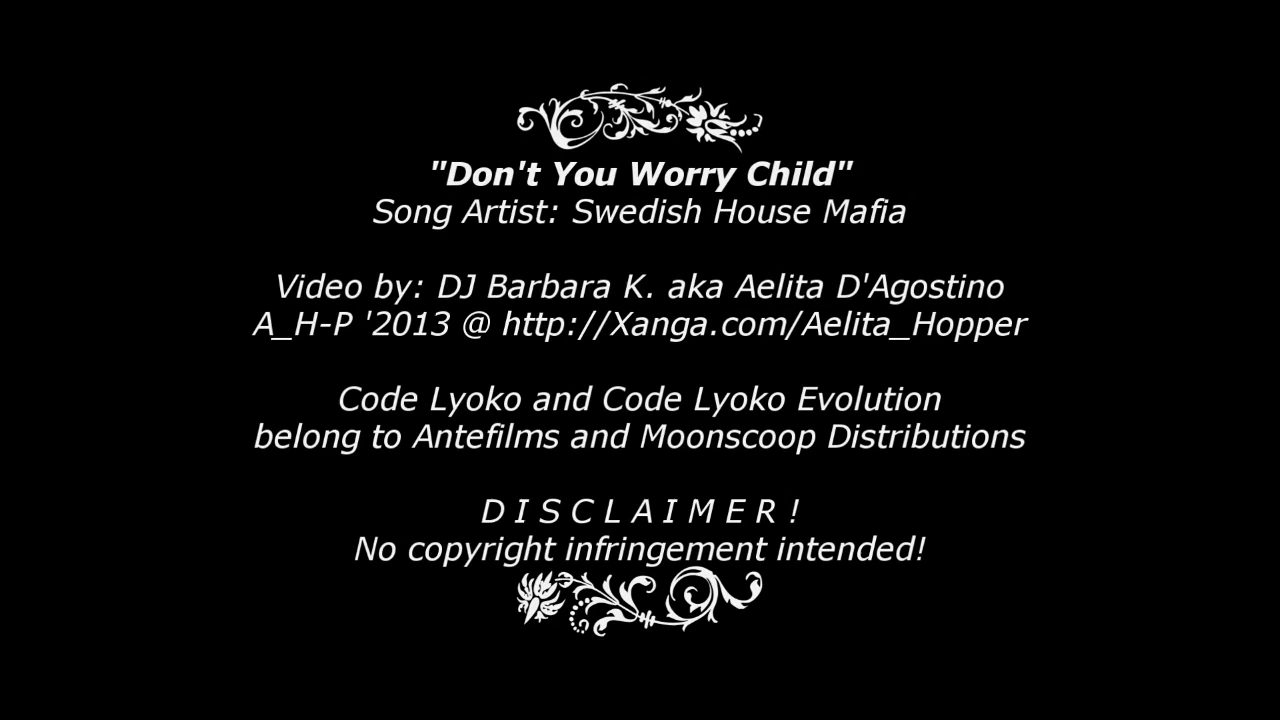 "Don't You Worry Child"
Song Artist: Swedish House Mafia
Video by: DJ Barbara K. aka Aelita D'Agostino
A_H-P '2013 @ http://Xanga.com/Aelita_Hopper
Code Lyoko and Code Lyoko Evolution
belong to Antefilms and Moonscoop Distributions
D I S C L A I M E R !
No copyright infringement intended!